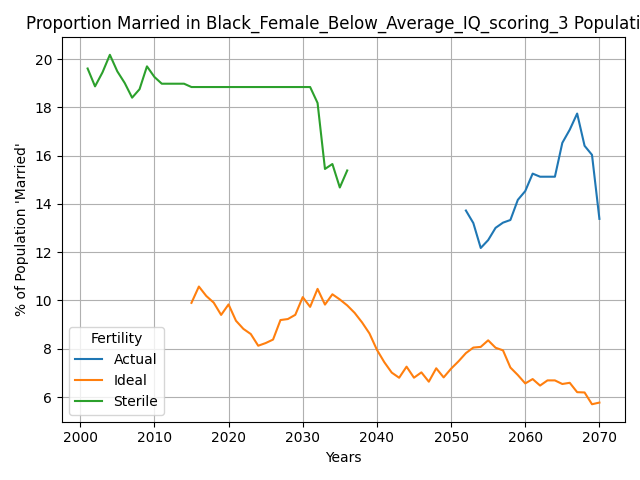 Proportion Married in Black_Female_Below_Average_IQ_scoring_3 Populati
% of Population 'Married'
20
18
16
14
12
10
8
6
Fertility
Actual
Ideal
Sterile
2000 2010 2020 2030 2040 2050 2060 2070
Years